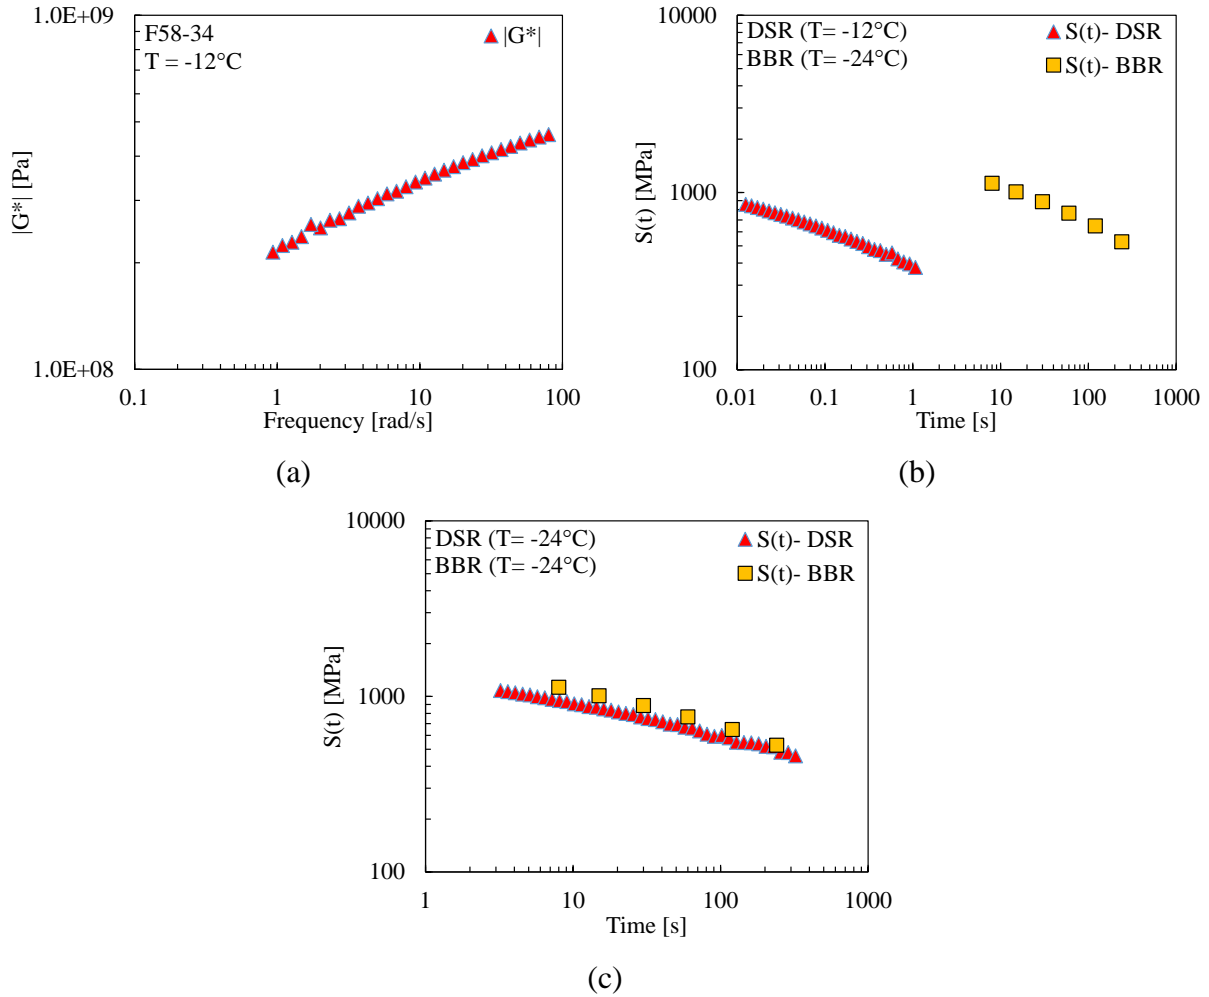 1.0E+09
F58-34
T = -12°C
|G*|
|G*| [Pa]
1.0E+08
0.1
1
10
100
Frequency [rad/s]
(a)
10000
DSR (T= -12°C)
BBR (T= -24°C)
S(t)- DSR
S(t)- BBR
S(t) [MPa]
1000
100
0.01
0.1
1
10
100
1000
Time [s]
(b)
10000
DSR (T= -24°C)
BBR (T= -24°C)
S(t)- DSR
S(t)- BBR
S(t) [MPa]
1000
100
1
10
100
1000
Time [s]
(c)